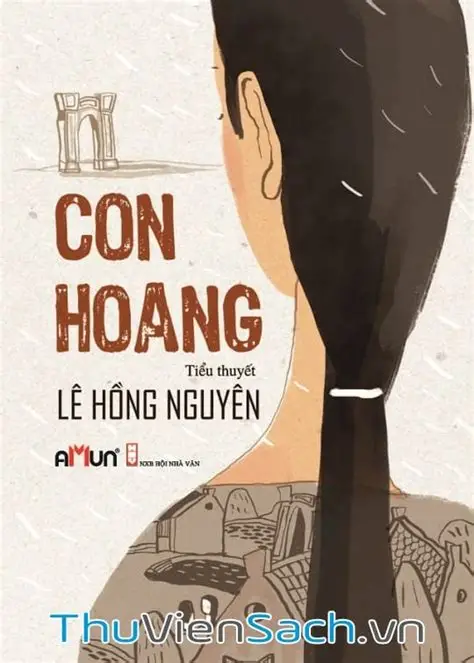 CON
HOANG
Tiểu thuyết
LÊ HỒNG NGUYÊN
AMUN®
NXB HỘI NHÀ VĂN
ThuVienSach.vn